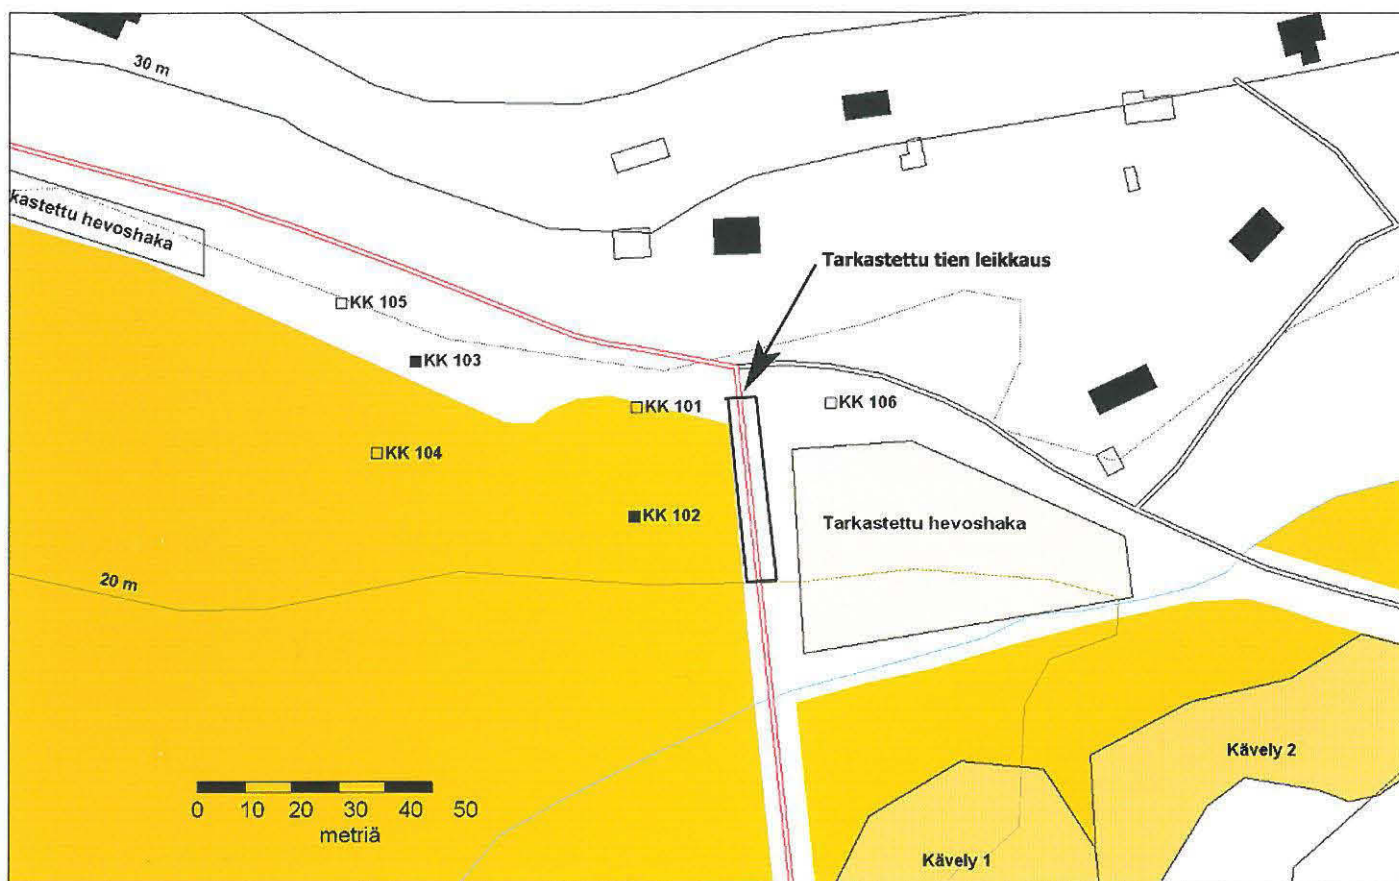 30 m
kastettu hevoshaka
Tarkastettu tien leikkaus
KK 105
KK 103
KK 101
KK 106
KK 104
KK 102
Tarkastettu hevoshaka
20 m
Kävely 2
0 10 20 30 40 50
metriä
Kävely 1